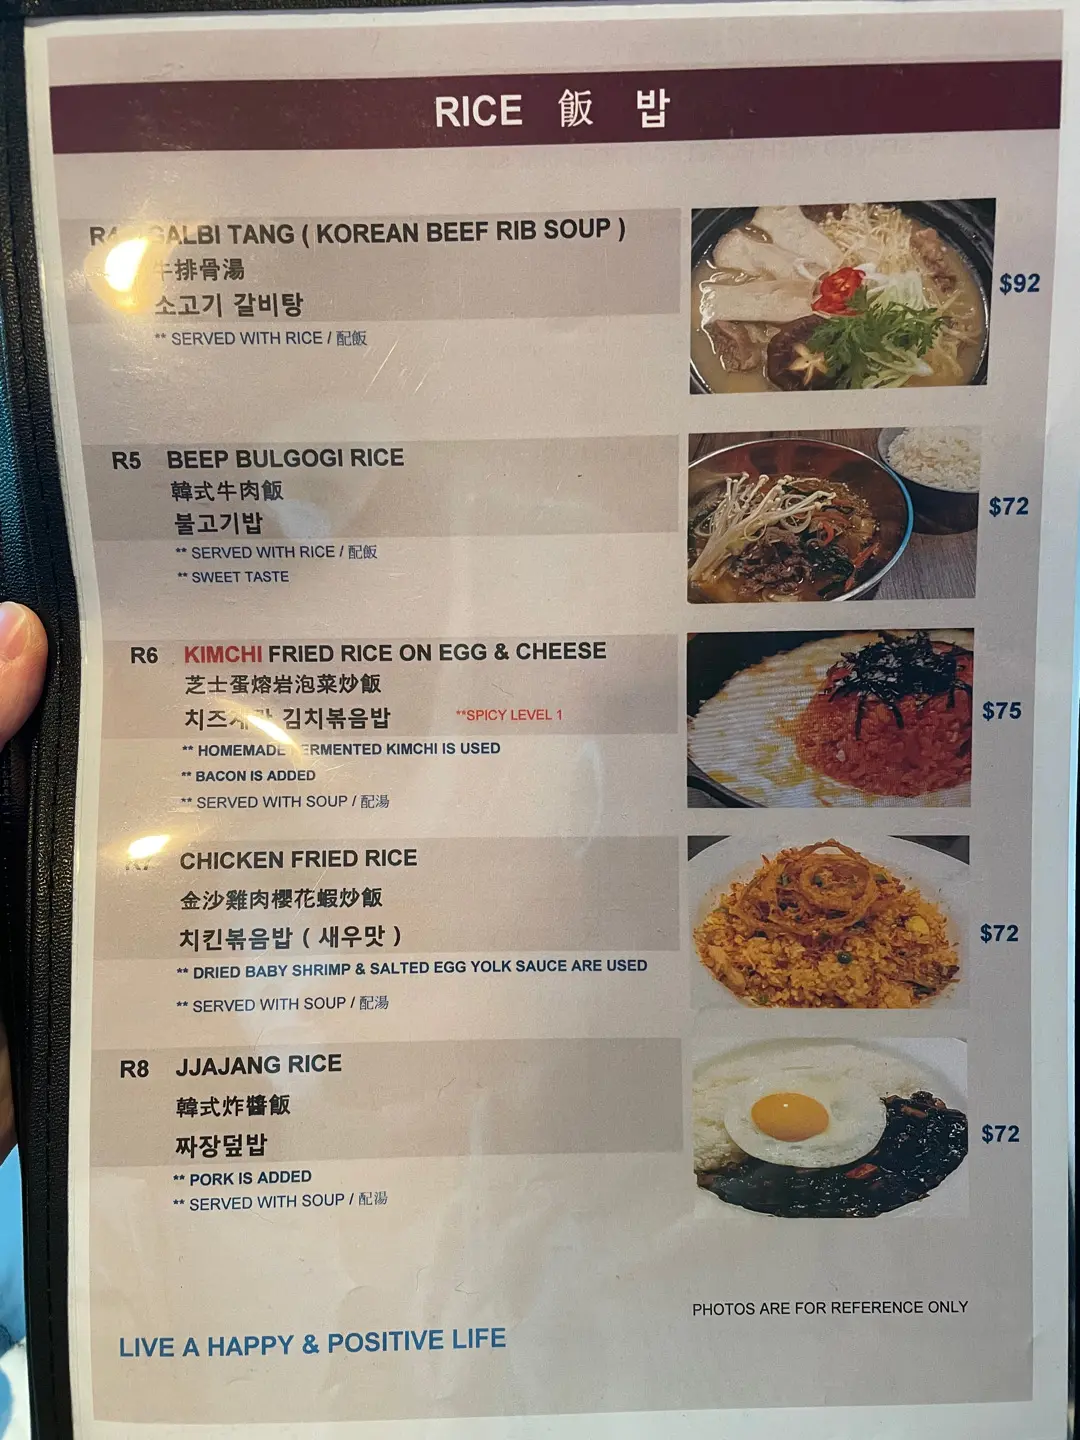 RICE 飯 밥
GALBI TANG ( KOREAN BEEF RIB SOUP )
牛排骨湯
소고기 갈비탕
** SERVED WITH RICE / 配飯
$92
R5 BEEP BULGOGI RICE
韓式牛肉飯
불고기밥
** SERVED WITH RICE / 配飯
** SWEET TASTE
$72
R6 KIMCHI FRIED RICE ON EGG & CHEESE
芝士蛋熔岩泡菜炒飯
김치볶음밥 **SPICY LEVEL 1
** HOMEMADE FERMENTED KIMCHI IS USED
** BACON IS ADDED
** SERVED WITH SOUP / 配湯
$75
R7 CHICKEN FRIED RICE
金沙雞肉櫻花蝦炒飯
치킨볶음밥 ( 새우맛 )
** DRIED BABY SHRIMP & SALTED EGG YOLK SAUCE ARE USED
** SERVED WITH SOUP / 配湯
$72
R8 JJAJANG RICE
韓式炸醬飯
짜장덮밥
** PORK IS ADDED
** SERVED WITH SOUP / 配湯
$72
PHOTOS ARE FOR REFERENCE ONLY
LIVE A HAPPY & POSITIVE LIFE